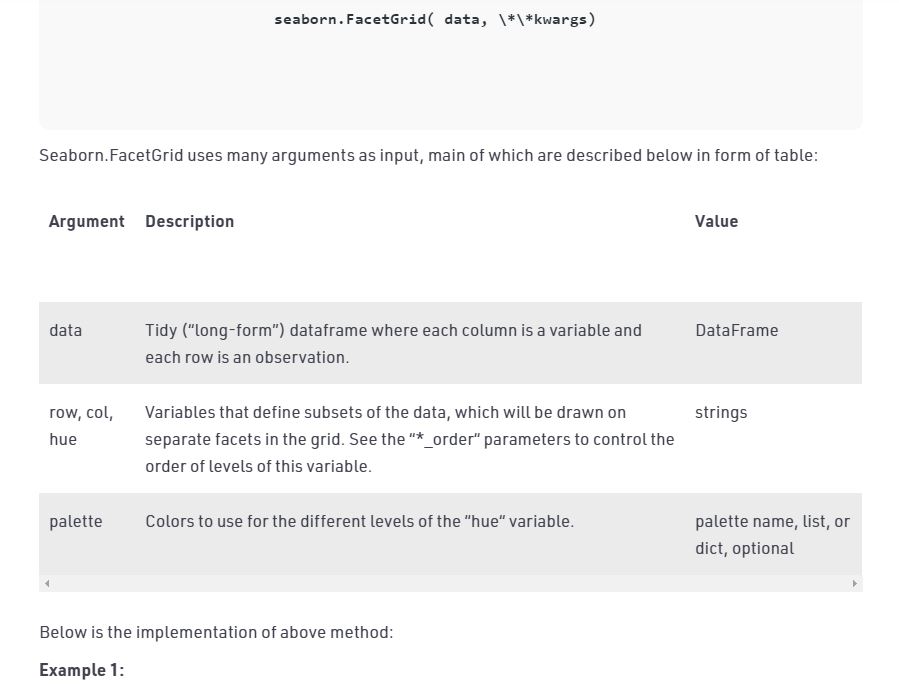 seaborn.FacetGrid( data, \*\*kwargs)
Seaborn.FacetGrid uses many arguments as input, main of which are described below in form of table:
Argument Description Value
data Tidy (“long-form”) dataframe where each column is a variable and DataFrame
each row is an observation.
row, col, Variables that define subsets of the data, which will be drawn on strings
hue separate facets in the grid. See the “*_order” parameters to control the
order of levels of this variable.
palette Colors to use for the different levels of the “hue” variable. palette name, list, or
dict, optional
Below is the implementation of above method:
Example 1: